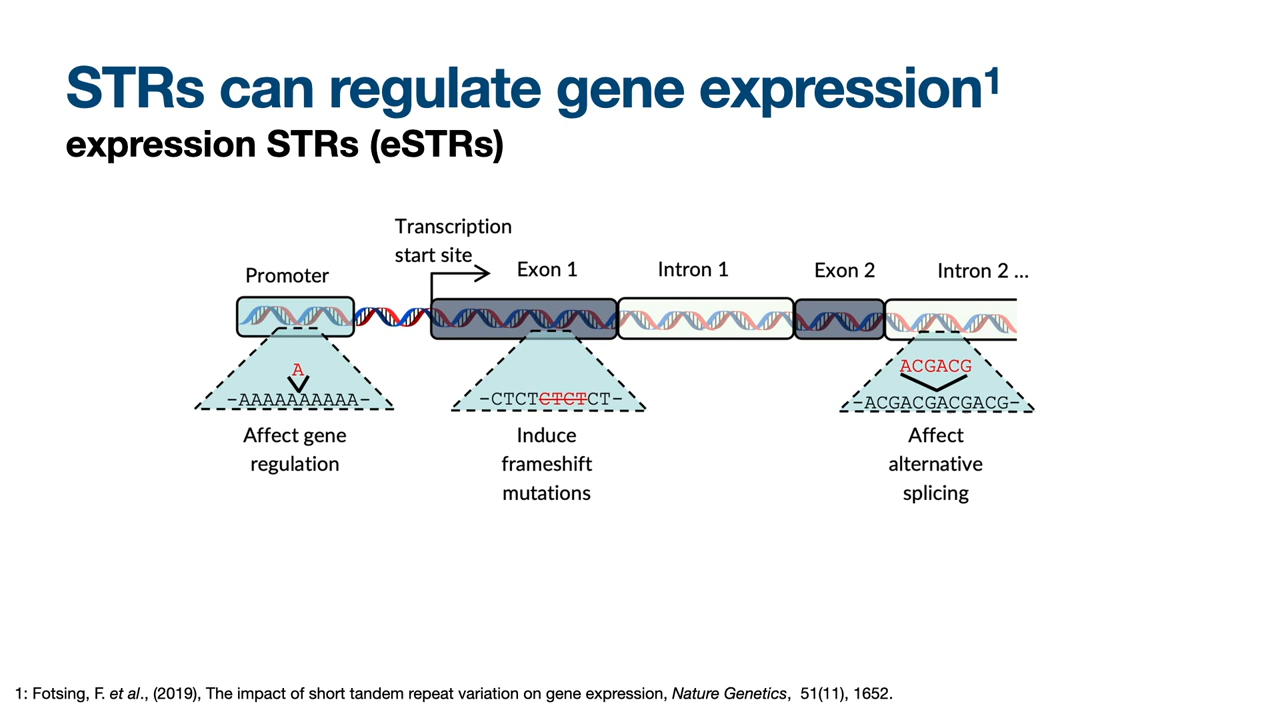 STRs can regulate gene expression¹
expression STRs (eSTRs)
Transcription
start site
Promoter
Exon 1
Intron 1
Exon 2
Intron 2 ...
A
-AAAAAAAAAA-
-CTCTCTCTCT-
ACGACG
-ACGACGACGACG-
Affect gene
regulation
Induce
frameshift
mutations
Affect
alternative
splicing
1: Fotsing, F. et al., (2019), The impact of short tandem repeat variation on gene expression, Nature Genetics, 51(11), 1652.